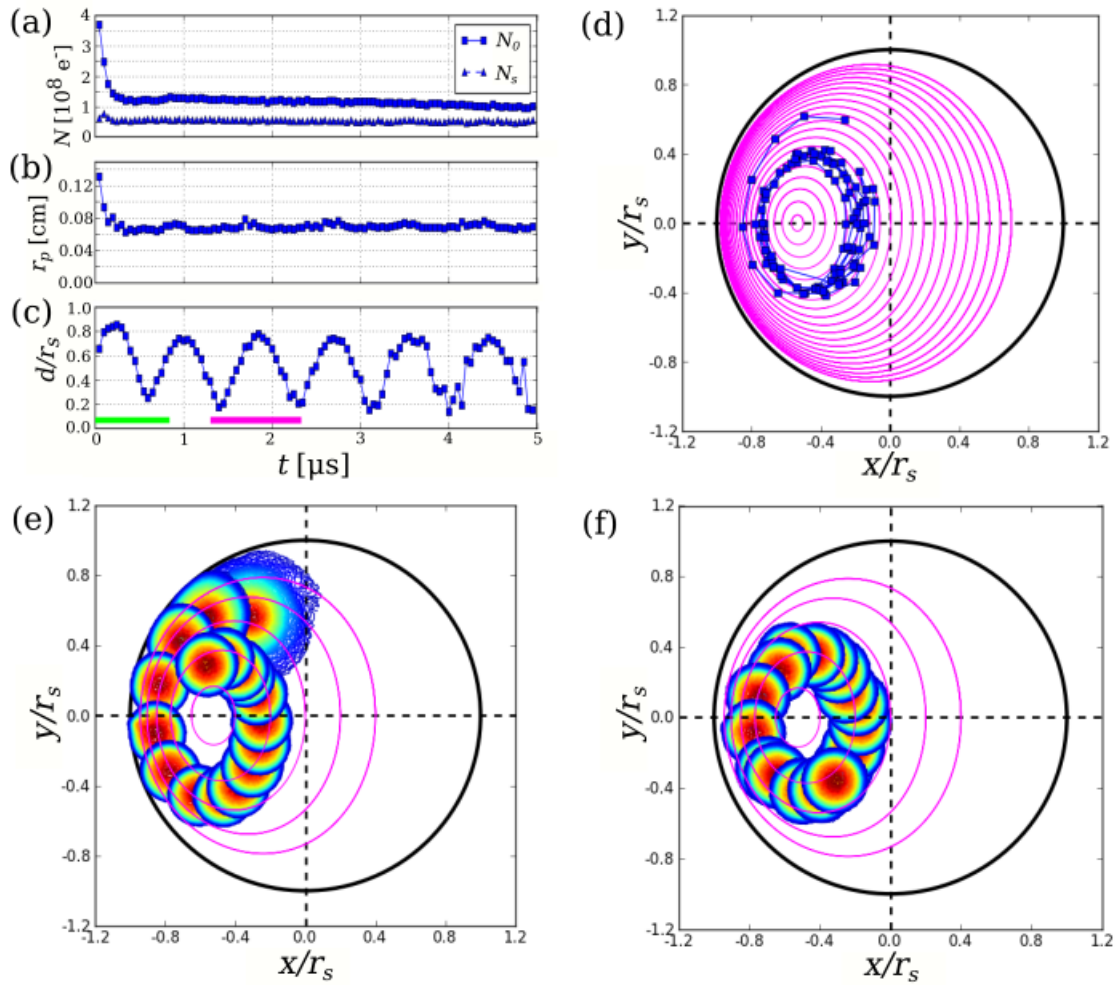 (a)
4
3
2
1
0
N [10⁸ e⁻]
N₀
Nₛ
(b)
0.12
0.08
0.04
0.00
rₚ [cm]
(c)
1.0
0.8
0.6
0.4
0.2
0.0
d/rₛ
0 1 2 3 4 5
t [μs]
(d)
1.2
0.8
0.4
0.0
-0.4
-0.8
-1.2
y/rₛ
-1.2 -0.8 -0.4 0.0 0.4 0.8 1.2
x/rₛ
(e)
1.2
0.8
0.4
0.0
-0.4
-0.8
-1.2
y/rₛ
-1.2 -0.8 -0.4 0.0 0.4 0.8 1.2
x/rₛ
(f)
1.2
0.8
0.4
0.0
-0.4
-0.8
-1.2
y/rₛ
-1.2 -0.8 -0.4 0.0 0.4 0.8 1.2
x/rₛ